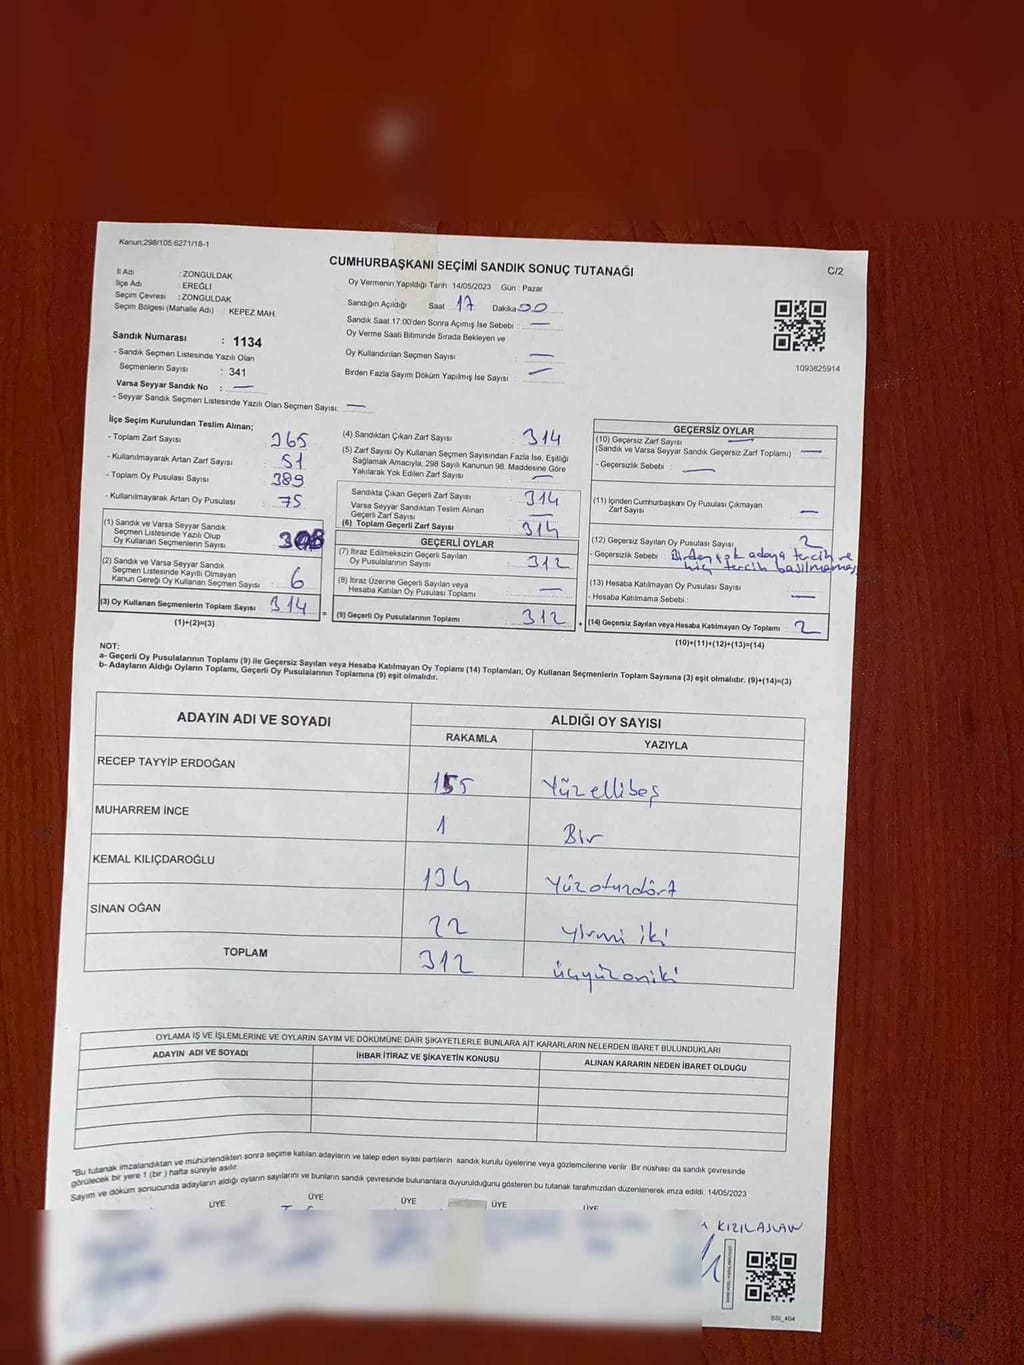 Kanun;298/105,6271/18-1
CUMHURBAŞKANI SEÇİMİ SANDIK SONUÇ TUTANAĞI
C/2
İl Adı : ZONGULDAK
İlçe Adı : EREĞLİ
Seçim Çevresi : ZONGULDAK
Seçim Bölgesi (Mahalle Adı) KEPEZ MAH.
Oy Vermenin Yapıldığı Tarih 14/05/2023 Gün : Pazar
Sandığın Açıldığı Saat 17 Dakika 00
Sandık Saat 17:00'den Sonra Açımış İse Sebebi : —
Oy Verme Saati Bitiminde Sırada Bekleyen ve
Oy Kullandırılan Seçmen Sayısı —
Birden Fazla Sayım Döküm Yapılmış İse Sayısı : —
1093825914
Sandık Numarası : 1134
- Sandık Seçmen Listesinde Yazılı Olan
Seçmenlerin Sayısı : 341
Varsa Seyyar Sandık No : —
- Seyyar Sandık Seçmen Listesinde Yazılı Olan Seçmen Sayısı: —
İlçe Seçim Kurulundan Teslim Alınan;
- Toplam Zarf Sayısı 365
- Kullanılmayarak Artan Zarf Sayısı 51
- Toplam Oy Pusulası Sayısı 389
- Kullanılmayarak Artan Oy Pusulası 75
(1) Sandık ve Varsa Seyyar Sandık
Seçmen Listesinde Yazılı Olup
Oy Kullanan Seçmenlerin Sayısı 308
(2) Sandık ve Varsa Seyyar Sandık
Seçmen Listesinde Kayıtlı Olmayan
Kanun Gereği Oy Kullanan Seçmen Sayısı 6
(3) Oy Kullanan Seçmenlerin Toplam Sayısı 314 =
(1)+(2)=(3)
(4) Sandıktan Çıkan Zarf Sayısı 314
(5) Zarf Sayısı Oy Kullanan Seçmen Sayısından Fazla İse, Eşitliği
Sağlamak Amacıyla, 298 Sayılı Kanunun 98. Maddesine Göre
Yakılarak Yok Edilen Zarf Sayısı —
Sandıkta Çıkan Geçerli Zarf Sayısı 314
Varsa Seyyar Sandıktan Teslim Alınan
Geçerli Zarf Sayısı —
(6) Toplam Geçerli Zarf Sayısı 314
GEÇERLİ OYLAR
(7) İtiraz Edilmeksizin Geçerli Sayılan
Oy Pusulalarının Sayısı 312
(8) İtiraz Üzerine Geçerli Sayılan veya
Hesaba Katılan Oy Pusulası Toplamı —
(9) Geçerli Oy Pusulalarının Toplamı 312 +
GEÇERSİZ OYLAR
(10) Geçersiz Zarf Sayısı —
(Sandık ve Varsa Seyyar Sandık Geçersiz Zarf Toplamı) —
- Geçersizlik Sebebi : —
(11) İçinden Cumhurbaşkanı Oy Pusulası Çıkmayan
Zarf Sayısı —
(12) Geçersiz Sayılan Oy Pusulası Sayısı 2
- Geçersizlik Sebebi : Birden çok adaya tercih ve
hiç tercih basılmaması
(13) Hesaba Katılmayan Oy Pusulası Sayısı
- Hesaba Katılmama Sebebi : —
(14) Geçersiz Sayılan veya Hesaba Katılmayan Oy Toplamı 2
(10)+(11)+(12)+(13)=(14)
NOT:
a- Geçerli Oy Pusulalarının Toplamı (9) ile Geçersiz Sayılan veya Hesaba Katılmayan Oy Toplamı (14) Toplamları, Oy Kullanan Seçmenlerin Toplam Sayısına (3) eşit olmalıdır. (9)+(14)=(3)
b- Adayların Aldığı Oyların Toplamı, Geçerli Oy Pusulalarının Toplamına (9) eşit olmalıdır.
ADAYIN ADI VE SOYADI ALDIĞI OY SAYISI
RAKAMLA YAZIYLA
RECEP TAYYİP ERDOĞAN 155 Yüzellibeş
MUHARREM İNCE 1 Bir
KEMAL KILIÇDAROĞLU 134 Yüzotuzdört
SİNAN OĞAN 22 yirmi iki
TOPLAM 312 üçyüzoniki
OYLAMA İŞ VE İŞLEMLERİNE VE OYLARIN SAYIM VE DÖKÜMÜNE DAİR ŞİKAYETLERLE BUNLARA AİT KARARLARIN NELERDEN İBARET BULUNDUKLARI
ADAYIN ADI VE SOYADI İHBAR İTİRAZ VE ŞİKAYETİN KONUSU ALINAN KARARIN NEDEN İBARET OLDUĞU
*Bu tutanak imzalandıktan ve mühürlendikten sonra seçime katılan adayların ve talep eden siyasi partilerin sandık kurulu üyelerine veya gözlemcilerine verilir. Bir nüshası da sandık çevresinde
görülecek bir yere 1 (bir ) hafta süreyle asılır.
Sayım ve döküm sonucunda adayların aldığı oyların sayılarını ve bunların sandık çevresinde bulunanlara duyurulduğunu gösteren bu tutanak tarafımızdan düzenlenerek imza edildi. 14/05/2023
ÜYE ÜYE ÜYE ÜYE ÜYE
KIZILASLAN
SSI_404